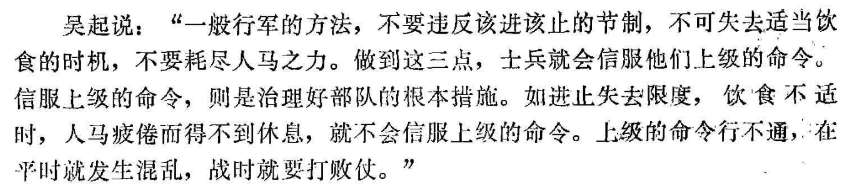 吴起说：“一般行军的方法，不要违反该进该止的节制，不可失去适当饮
食的时机，不要耗尽人马之力。做到这三点，士兵就会信服他们上级的命令。
信服上级的命令，则是治理好部队的根本措施。如进止失去限度，饮食不适
时，人马疲倦而得不到休息，就不会信服上级的命令。上级的命令行不通，在
平时就发生混乱，战时就要打败仗。”